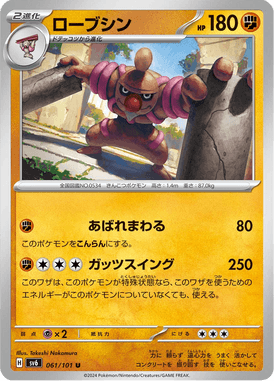 2進化
ローブシン
HP 180
ドテッコツから進化
全国図鑑NO.0534 きんこつポケモン 高さ:1.4m 重さ:87.0kg
あばれまわる 80
このポケモンをこんらんにする。
ガッツスイング 250
このワザは、このポケモンが特殊状態なら、このワザを使うための
エネルギーがこのポケモンについていなくても、使える。
弱点 ×2 抵抗力 にげる
Illus. Takeshi Nakamura
H SV6 061/101 U
©2024 Pokémon/Nintendo/Creatures/GAME FREAK.